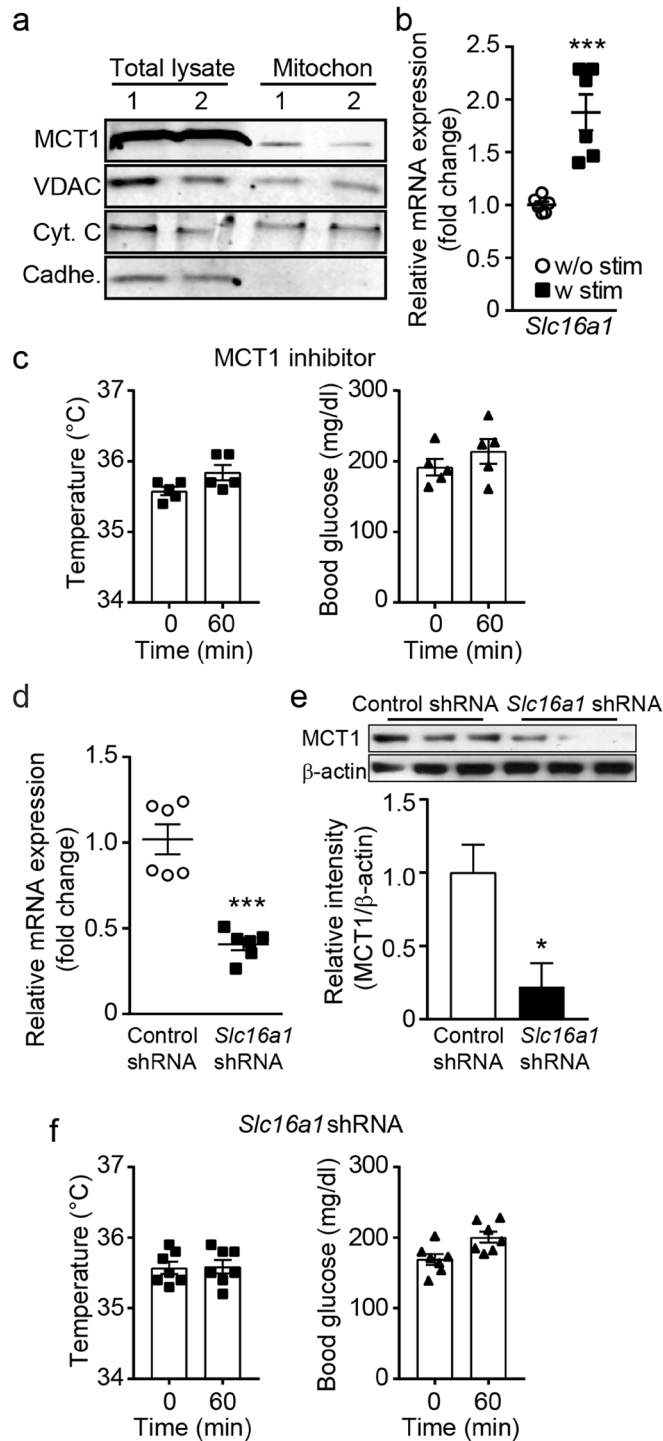 a
Total lysate Mitochon
1 2 1 2
MCT1
VDAC
Cyt. C
Cadhe.
b
Relative mRNA expression
(fold change)
2.5
2.0
1.5
1.0
0.5
0
***
w/o stim
w stim
Slc16a1
c
MCT1 inhibitor
Temperature (°C)
37
36
35
34
0 60
Time (min)
Bood glucose (mg/dl)
300
200
100
0
0 60
Time (min)
d
Relative mRNA expression
(fold change)
1.5
1.0
0.5
0
***
Control
shRNA
Slc16a1
shRNA
e
Control shRNA Slc16a1 shRNA
MCT1
β-actin
Relative intensity
(MCT1/β-actin)
1.5
1.0
0.5
0
*
Control
shRNA
Slc16a1
shRNA
f
Slc16a1 shRNA
Temperature (°C)
37
36
35
34
0 60
Time (min)
Bood glucose (mg/dl)
300
200
100
0
0 60
Time (min)